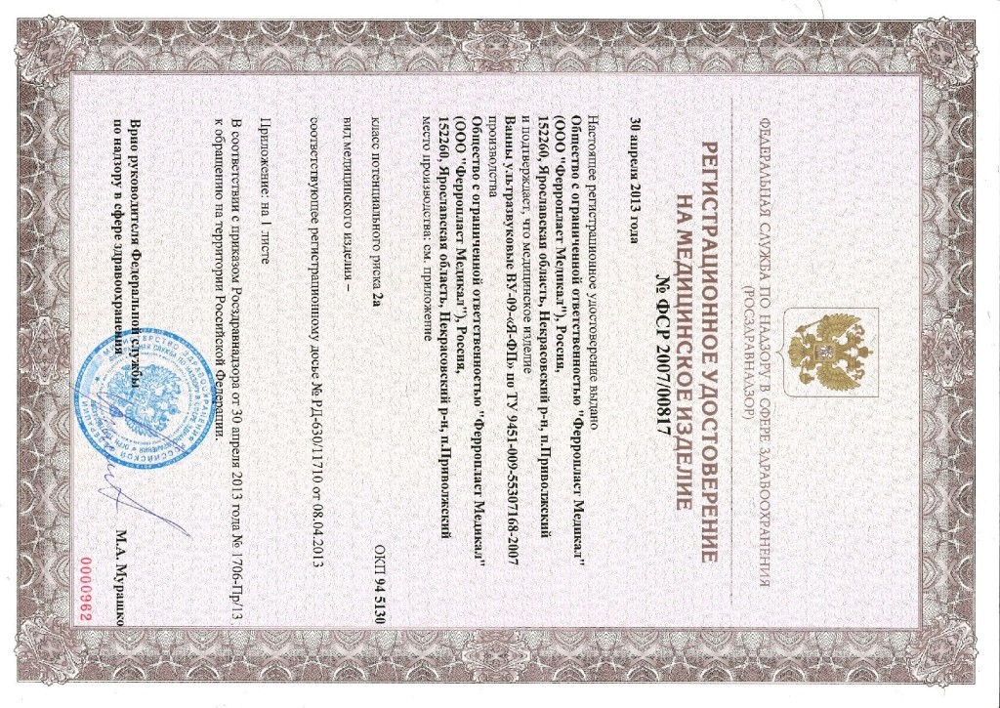 ФЕДЕРАЛЬНАЯ СЛУЖБА ПО НАДЗОРУ В СФЕРЕ ЗДРАВООХРАНЕНИЯ
(РОСЗДРАВНАДЗОР)
РЕГИСТРАЦИОННОЕ УДОСТОВЕРЕНИЕ
НА МЕДИЦИНСКОЕ ИЗДЕЛИЕ
№ ФСР 2007/00817
30 апреля 2013 года
Настоящее регистрационное удостоверение выдано
Общество с ограниченной ответственностью "Ферропласт Медикал"
(ООО "Ферропласт Медикал"), Россия,
152260, Ярославская область, Некрасовский р-н, п.Приволжский
и подтверждает, что медицинское изделие
Ванны ультразвуковые ВУ-09-«Я-ФП» по ТУ 9451-009-55307168-2007
производства
Общество с ограниченной ответственностью "Ферропласт Медикал"
(ООО "Ферропласт Медикал"), Россия,
152260, Ярославская область, Некрасовский р-н, п.Приволжский
место производства: см. приложение
класс потенциального риска 2а
ОКП 94 5130
вид медицинского изделия –
соответствующее регистрационному досье № РД-630/11710 от 08.04.2013
Приложение: на 1 листе
В соответствии с приказом Росздравнадзора от 30 апреля 2013 года № 1706-Пр/13
к обращению на территории Российской Федерации.
Врио руководителя Федеральной службы
по надзору в сфере здравоохранения
М.А. Мурашко
0000962